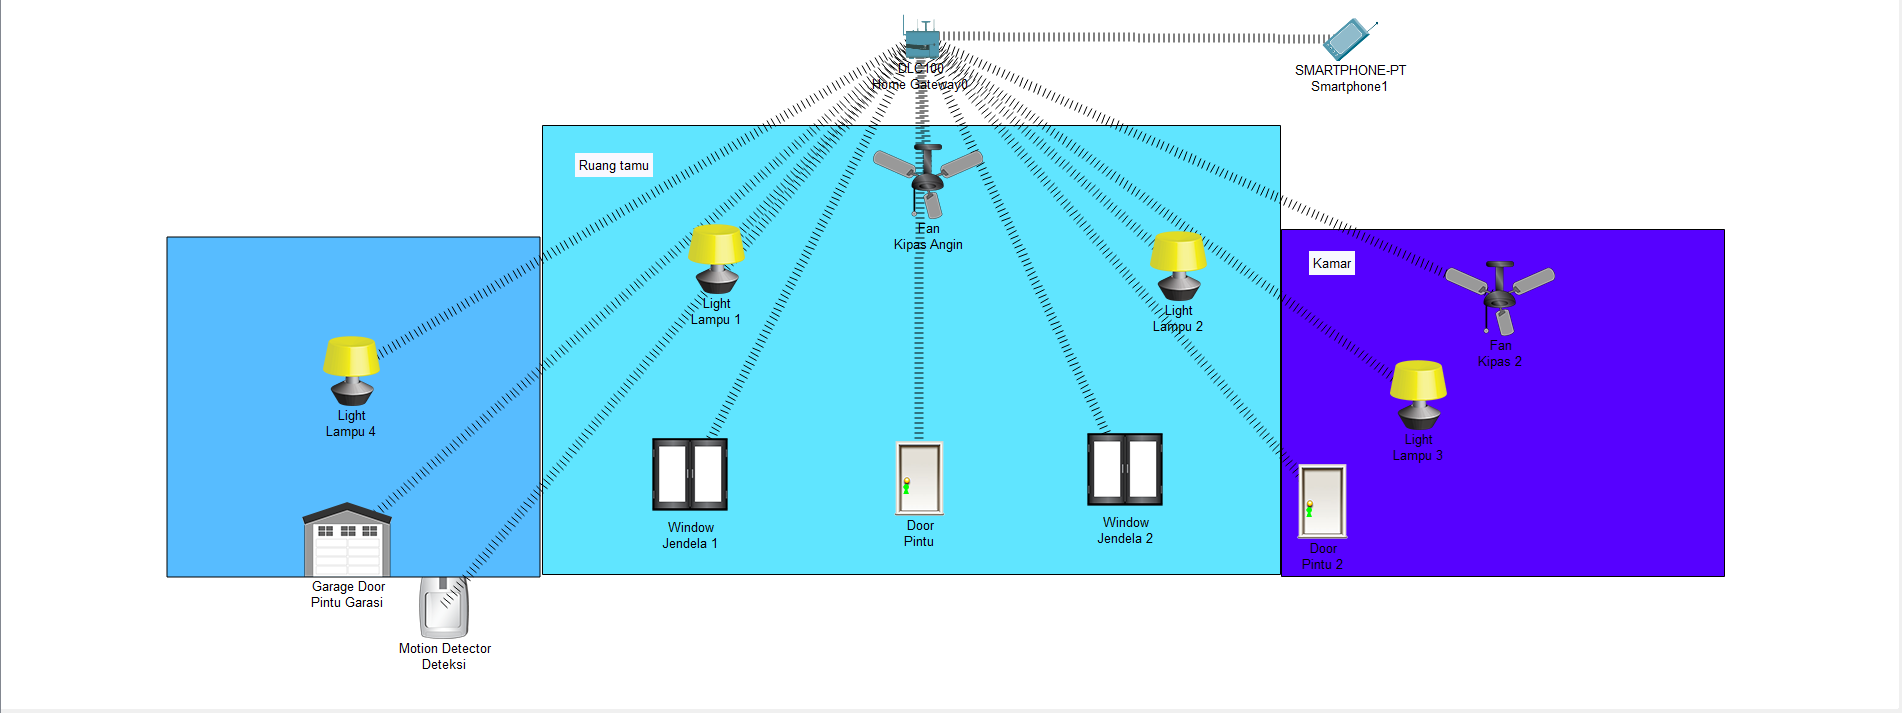 DLC100
Home Gateway0
SMARTPHONE-PT
Smartphone1
Ruang tamu
Fan
Kipas Angin
Light
Lampu 1
Light
Lampu 2
Kamar
Fan
Kipas 2
Light
Lampu 4
Light
Lampu 3
Window
Jendela 1
Door
Pintu
Window
Jendela 2
Door
Pintu 2
Garage Door
Pintu Garasi
Motion Detector
Deteksi